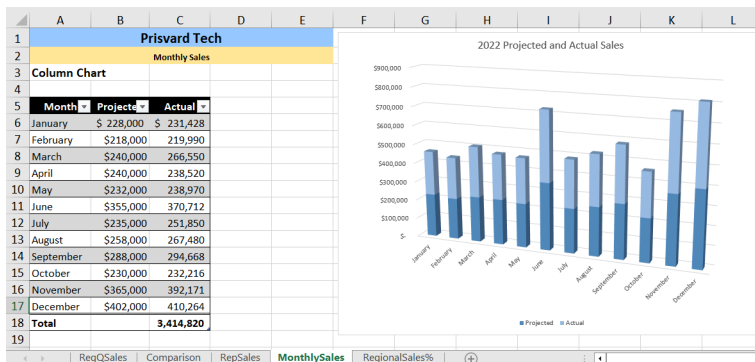 A B C D E F G H I J K L
1 Prisvard Tech
2 Monthly Sales
3 Column Chart
4
5 Month Projecte Actual
6 January $ 228,000 $ 231,428
7 February $218,000 219,990
8 March $240,000 266,550
9 April $240,000 238,520
10 May $232,000 238,970
11 June $355,000 370,712
12 July $235,000 251,850
13 August $258,000 267,480
14 September $288,000 294,668
15 October $230,000 232,216
16 November $365,000 392,171
17 December $402,000 410,264
18 Total 3,414,820
19
2022 Projected and Actual Sales
$900,000
$800,000
$700,000
$600,000
$500,000
$400,000
$300,000
$200,000
$100,000
$-
January February March April May June July August September October November December
Projected Actual
RegQSales Comparison RepSales MonthlySales RegionalSales%